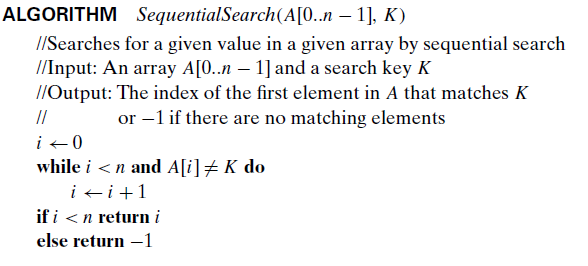 ALGORITHM SequentialSearch(A[0..n – 1], K)
//Searches for a given value in a given array by sequential search
//Input: An array A[0..n – 1] and a search key K
//Output: The index of the first element in A that matches K
// or –1 if there are no matching elements
i ← 0
while i < n and A[i] ≠ K do
i ← i + 1
if i < n return i
else return –1